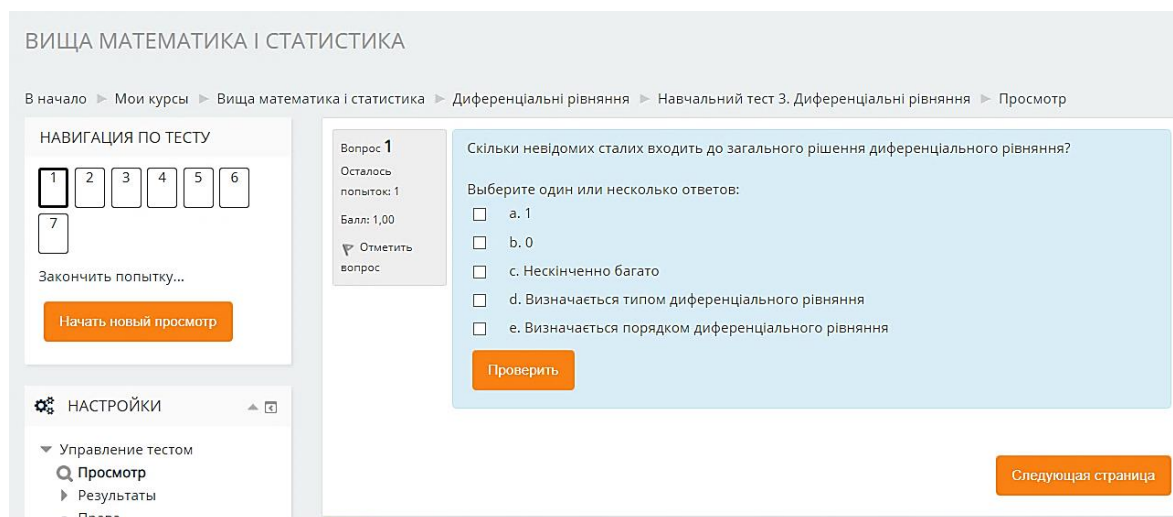 ВИЩА МАТЕМАТИКА І СТАТИСТИКА
В начало ► Мои курсы ► Вища математика і статистика ► Диференціальні рівняння ► Навчальний тест 3. Диференціальні рівняння ► Просмотр
НАВИГАЦИЯ ПО ТЕСТУ
1 2 3 4 5 6
7
Закончить попытку...
Начать новый просмотр
НАСТРОЙКИ
Управление тестом
Просмотр
Результаты
Вопрос 1
Осталось
попыток: 1
Балл: 1,00
Отметить
вопрос
Скільки невідомих сталих входить до загального рішення диференціального рівняння?
Выберите один или несколько ответов:
a. 1
b. 0
c. Нескінченно багато
d. Визначається типом диференціального рівняння
e. Визначається порядком диференціального рівняння
Проверить
Следующая страница